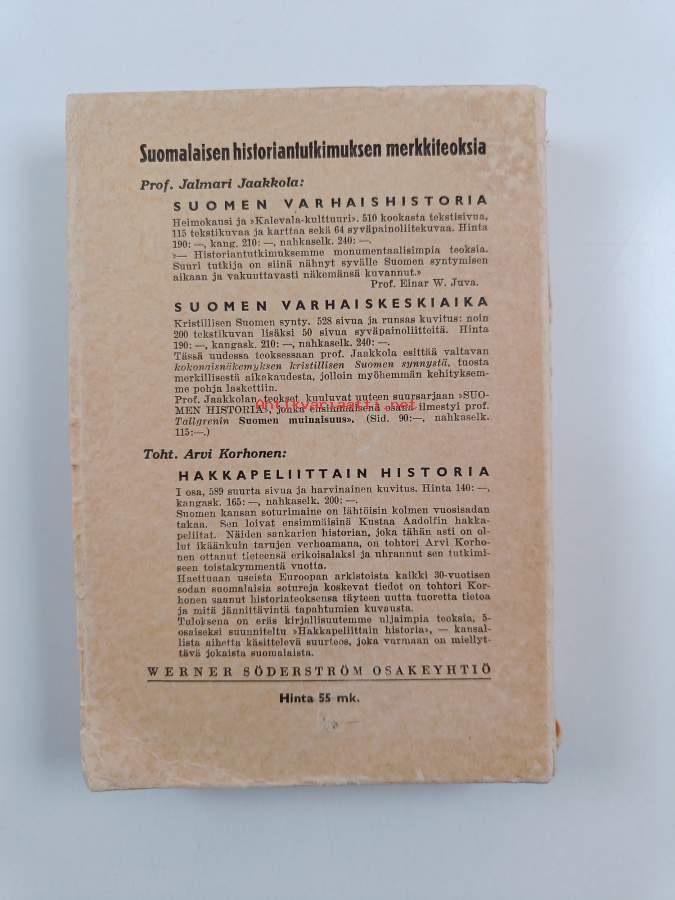 Suomalaisen historiantutkimuksen merkkiteoksia
Prof. Jalmari Jaakkola:
SUOMEN VARHAISHISTORIA
Heimokausi ja »Kalevala-kulttuuri». 510 kookasta tekstisivua,
115 tekstikuvaa ja karttaa sekä 64 syväpainoliitekuvaa. Hinta
190: —, kang. 210: —, nahkaselk. 240: —.
»— Historiantutkimuksemme monumentaalisimpia teoksia.
Suuri tutkija on siinä nähnyt syvälle Suomen syntymisen
aikaan ja vakuuttavasti näkemänsä kuvannut.»
Prof. Einar W. Juva.
SUOMEN VARHAISKESKIAIKA
Kristillisen Suomen synty. 528 sivua ja runsas kuvitus: noin
200 tekstikuvan lisäksi 50 sivua syväpainoliitteitä. Hinta
190: —, kangask. 210: —, nahkaselk. 240: —.
Tässä uudessa teoksessaan prof. Jaakkola esittää valtavan
kokonaisnäkemyksen kristillisen Suomen synnystä, tuosta
merkillisestä aikakaudesta, jolloin myöhemmän kehityksem-
me pohja laskettiin.
Prof. Jaakkolan teokset kuuluvat uuteen suursarjaan »SUO-
MEN HISTORIA», jonka ensimmäisenä osana ilmestyi prof.
Tallgrenin Suomen muinaisuus». (Sid. 90: —, nahkaselk.
115: —.)
Antikvariaatti.net
Toht. Arvi Korhonen:
HAKKAPELIITTAIN HISTORIA
I osa, 589 suurta sivua ja harvinainen kuvitus. Hinta 140: —,
kangask. 165: —, nahkaselk. 200: —.
Suomen kansan soturimaine on lähtöisin kolmen vuosisadan
takaa. Sen loivat ensimmäisinä Kustaa Aadolfin hakka-
peliitat. Näiden sankarien historian, joka tähän asti on ol-
lut ikäänkuin tarujen verhoamana, on tohtori Arvi Korho-
nen ottanut tieteensä erikoisalaksi ja uhrannut sen tutkimi-
seen toistakymmentä vuotta.
Haettuaan useista Euroopan arkistoista kaikki 30-vuotisen
sodan suomalaisia sotureja koskevat tiedot on tohtori Kor-
honen saanut historiateoksensa täyteen uutta tuoretta tietoa
ja mitä jännittävintä tapahtumien kuvausta.
Tuloksena on eräs kirjallisuutemme uljaimpia teoksia, 5-
osaiseksi suunniteltu »Hakkapeliittain historia», — kansal-
lista aihetta käsittelevä suurteos, joka varmaan on miellyt-
tävä jokaista suomalaista.
WERNER SÖDERSTRÖM OSAKEYHTIÖ
Hinta 55 mk.